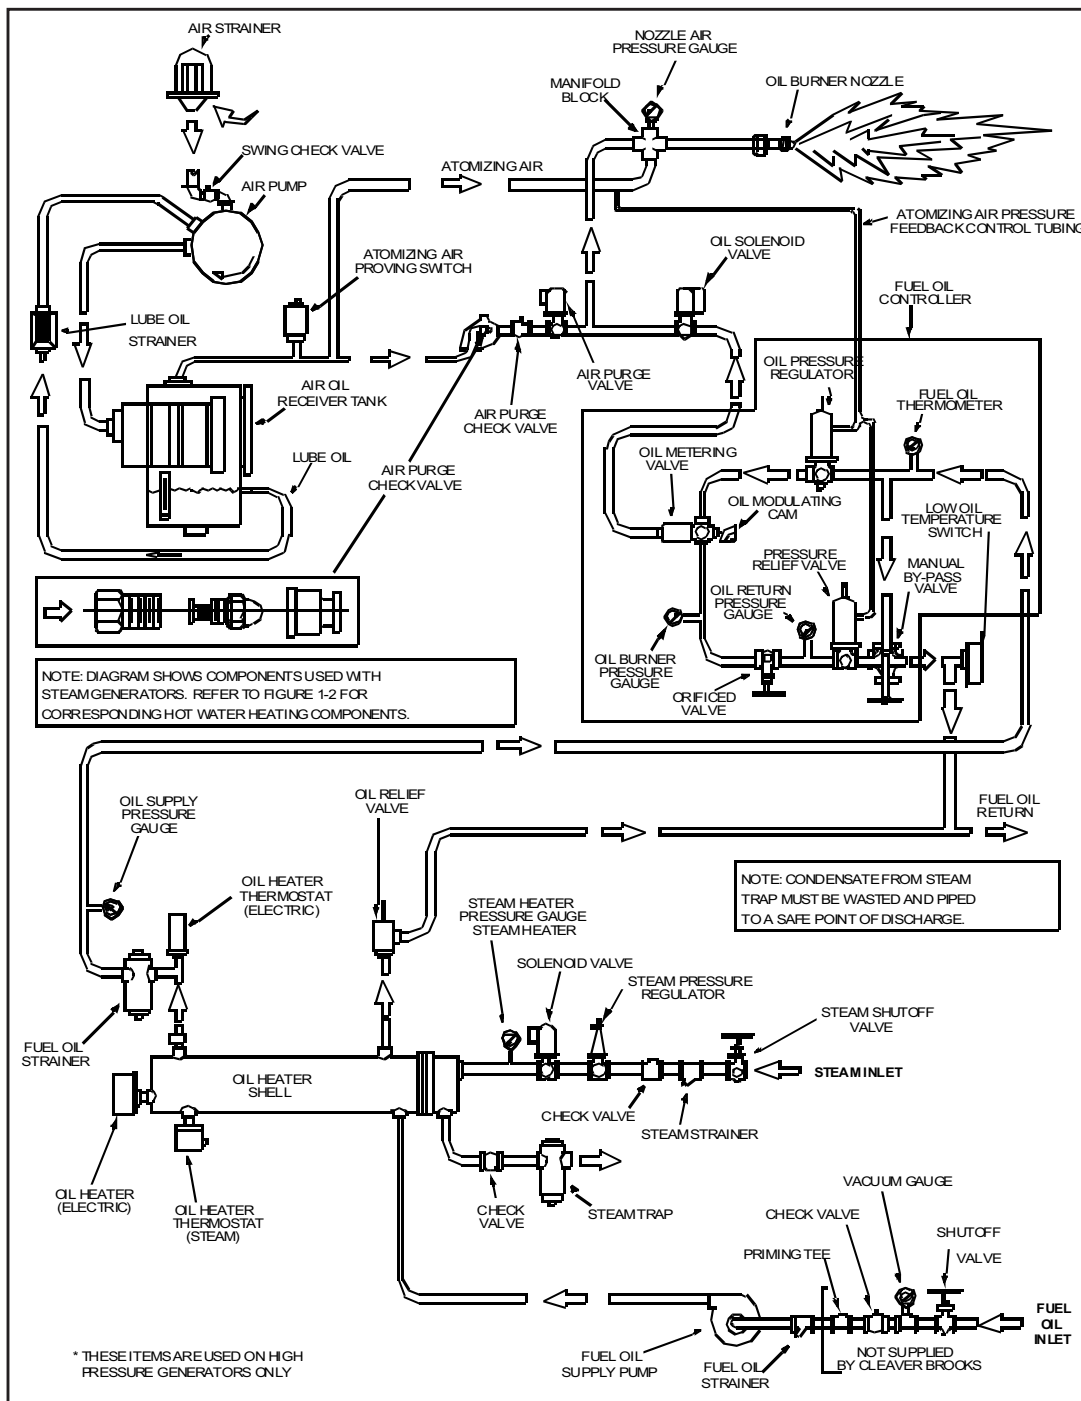 AIR STRAINER
NOZZLE AIR
PRESSURE GAUGE
MANIFOLD
BLOCK
OIL BURNER NOZZLE
SWING CHECK VALVE
AIR PUMP
ATOMIZING AIR
ATOMIZING AIR PRESSURE
FEEDBACK CONTROL TUBING
ATOMIZING AIR
PROVING SWITCH
OIL SOLENOID
VALVE
FUEL OIL
CONTROLLER
LUBE OIL
STRAINER
AIR OIL
RECEIVER TANK
AIR PURGE
VALVE
OIL PRESSURE
REGULATOR
FUEL OIL
THERMOMETER
AIR PURGE
CHECK VALVE
LUBE OIL
AIR PURGE
CHECK VALVE
OIL METERING
VALVE
OIL MODULATING
CAM
LOW OIL
TEMPERATURE
SWITCH
PRESSURE
RELIEF VALVE
MANUAL
BY-PASS
VALVE
OIL RETURN
PRESSURE
GAUGE
OIL BURNER
PRESSURE
GAUGE
ORIFICED
VALVE
NOTE: DIAGRAM SHOWS COMPONENTS USED WITH
STEAM GENERATORS. REFER TO FIGURE 1-2 FOR
CORRESPONDING HOT WATER HEATING COMPONENTS.
OIL SUPPLY
PRESSURE
GAUGE
OIL RELIEF
VALVE
FUEL OIL
RETURN
OIL HEATER
THERMOSTAT
(ELECTRIC)
STEAM HEATER
PRESSURE GAUGE
STEAM HEATER
SOLENOID VALVE
NOTE: CONDENSATE FROM STEAM
TRAP MUST BE WASTED AND PIPED
TO A SAFE POINT OF DISCHARGE.
STEAM PRESSURE
REGULATOR
STEAM SHUTOFF
VALVE
FUEL OIL
STRAINER
OIL HEATER
SHELL
STEAM INLET
CHECK VALVE
STEAM STRAINER
OIL HEATER
(ELECTRIC)
OIL HEATER
THERMOSTAT
(STEAM)
CHECK
VALVE
STEAM TRAP
VACUUM GAUGE
CHECK VALVE
SHUTOFF
VALVE
PRIMING TEE
FUEL
OIL
INLET
NOT SUPPLIED
BY CLEAVER BROOKS
FUEL OIL
SUPPLY PUMP
FUEL OIL
STRAINER
* THESE ITEMS ARE USED ON HIGH
PRESSURE GENERATORS ONLY